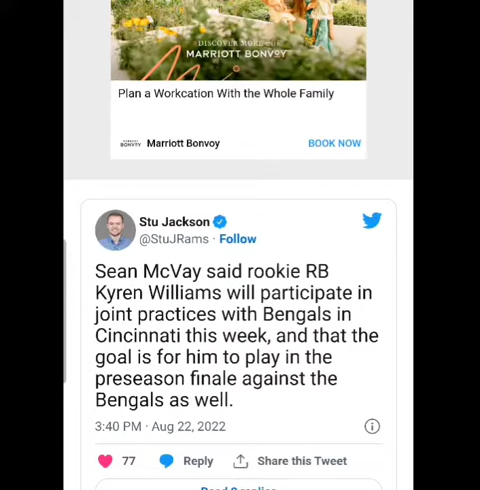 DISCOVER MORE OUR
MARRIOTT BONVOY
Plan a Workcation With the Whole Family
BONVOY
Marriott Bonvoy
BOOK NOW
Stu Jackson
@StuJRams · Follow
Sean McVay said rookie RB
Kyren Williams will participate in
joint practices with Bengals in
Cincinnati this week, and that the
goal is for him to play in the
preseason finale against the
Bengals as well.
3:40 PM · Aug 22, 2022
77 Reply Share this Tweet